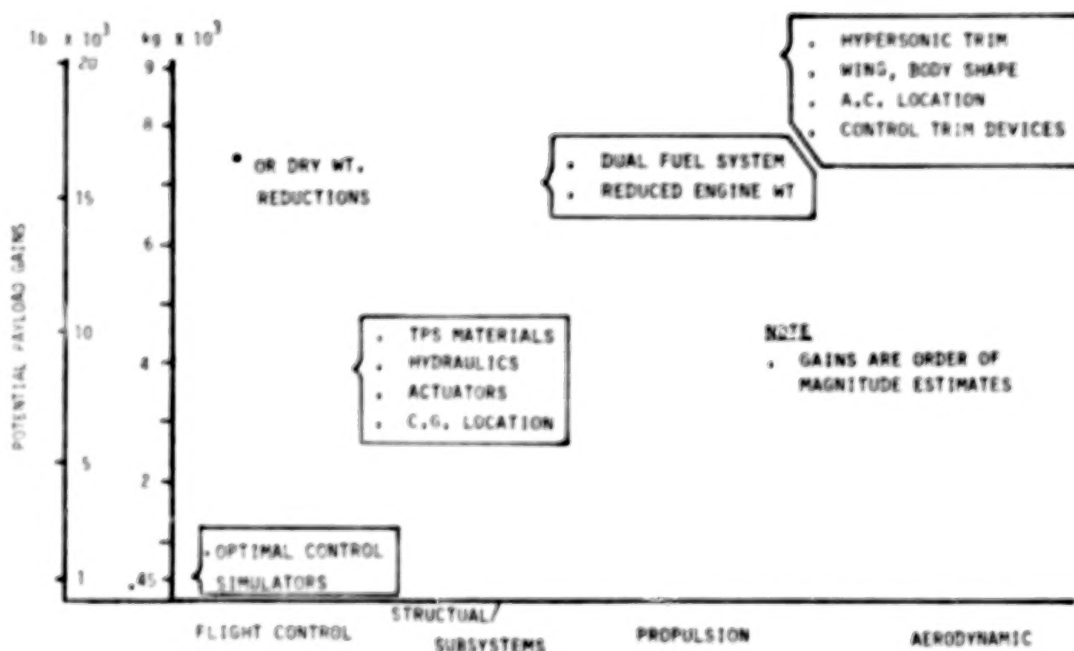 lb X 10³ kg X 10³
20
15
10
5
1
9
8
6
4
2
.45
POTENTIAL PAYLOAD GAINS
• OR DRY WT.
REDUCTIONS
. OPTIMAL CONTROL
SIMULATORS
. TPS MATERIALS
. HYDRAULICS
. ACTUATORS
. C.G. LOCATION
. DUAL FUEL SYSTEM
. REDUCED ENGINE WT
. HYPERSONIC TRIM
. WING, BODY SHAPE
. A.C. LOCATION
. CONTROL TRIM DEVICES
NOTE
. GAINS ARE ORDER OF
MAGNITUDE ESTIMATES
FLIGHT CONTROL
STRUCTUAL/
SUBSYSTEMS
PROPULSION
AERODYNAMIC